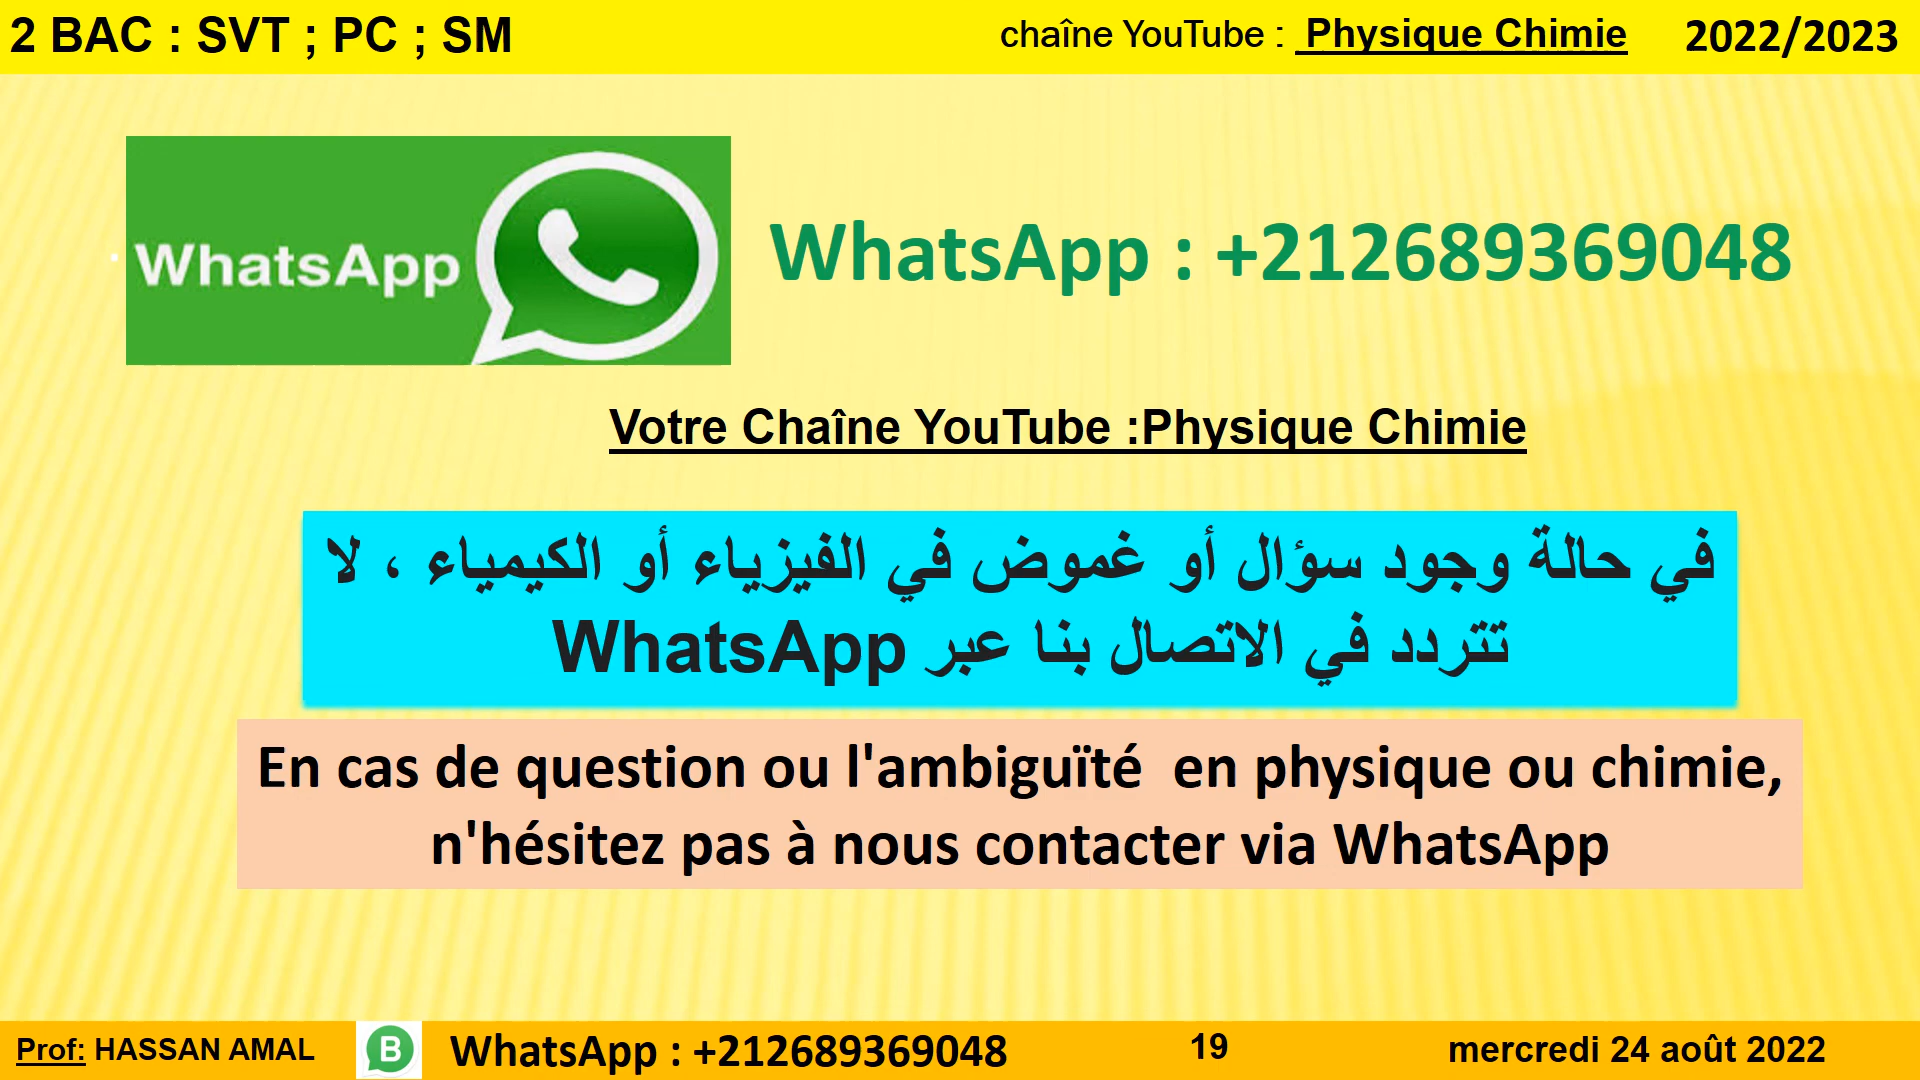 2 BAC : SVT ; PC ; SM
chaîne YouTube : Physique Chimie
2022/2023
WhatsApp
WhatsApp : +212689369048
Votre Chaîne YouTube :Physique Chimie
في حالة وجود سؤال أو غموض في الفيزياء أو الكيمياء ، لا
تتردد في الاتصال بنا عبر WhatsApp
En cas de question ou l'ambiguïté en physique ou chimie,
n'hésitez pas à nous contacter via WhatsApp
Prof: HASSAN AMAL
B
WhatsApp : +212689369048
19
mercredi 24 août 2022